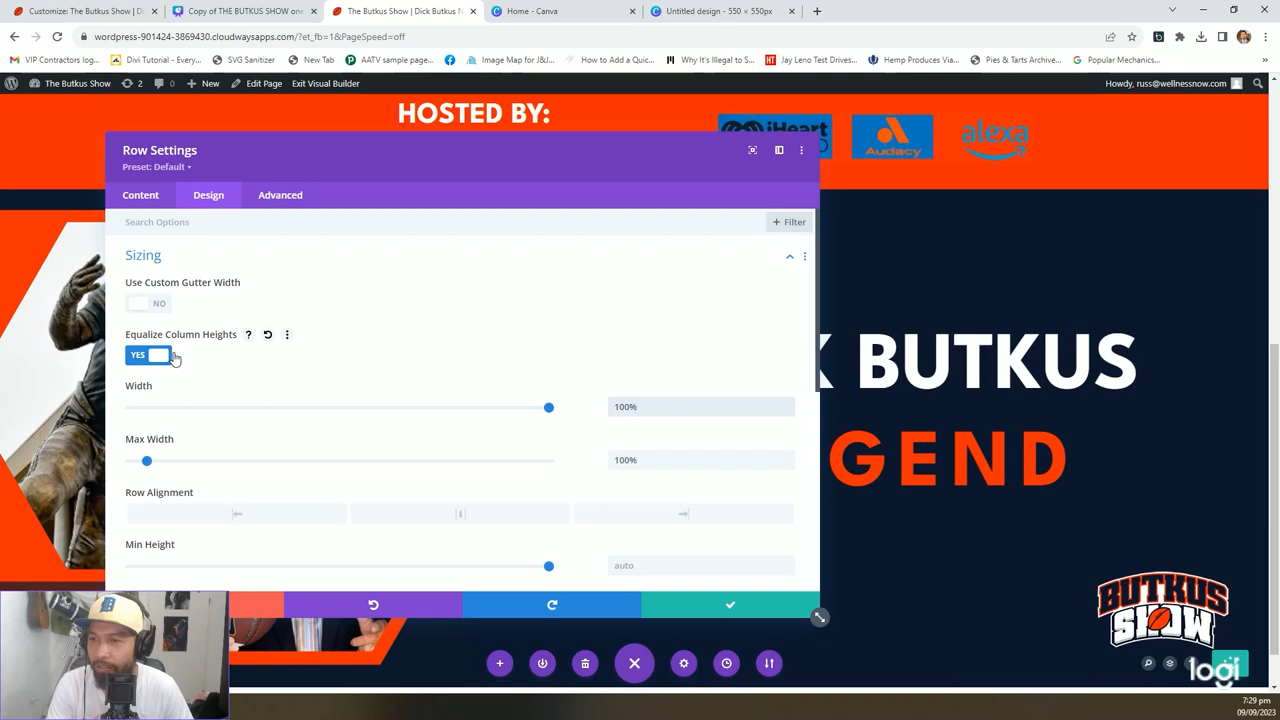 Customize: The Butkus Show | D
Copy of THE BUTKUS SHOW one
The Butkus Show | Dick Butkus N
Home - Canva
Untitled design - 550 × 550px
wordpress-901424-3869430.cloudwaysapps.com/?et_fb=1&PageSpeed=off
VIP Contractors log...
Divi Tutorial - Every...
SVG Sanitizer
New Tab
AATV sample page...
Image Map for J&J...
How to Add a Quic...
Why It's Illegal to S...
Jay Leno Test Drives...
Hemp Produces Via...
Pies & Tarts Archive...
Popular Mechanics...
The Butkus Show
2
0
New
Edit Page
Exit Visual Builder
Howdy, russ@wellnessnow.com
HOSTED BY:
iHeart
Audacy
alexa
Row Settings
Preset: Default
Content
Design
Advanced
Search Options
+ Filter
Sizing
Use Custom Gutter Width
NO
Equalize Column Heights
YES
Width
100%
Max Width
100%
Row Alignment
Min Height
auto
K BUTKUS
GEND
BUTKUS
SHOW
logi
7:29 pm
09/09/2023